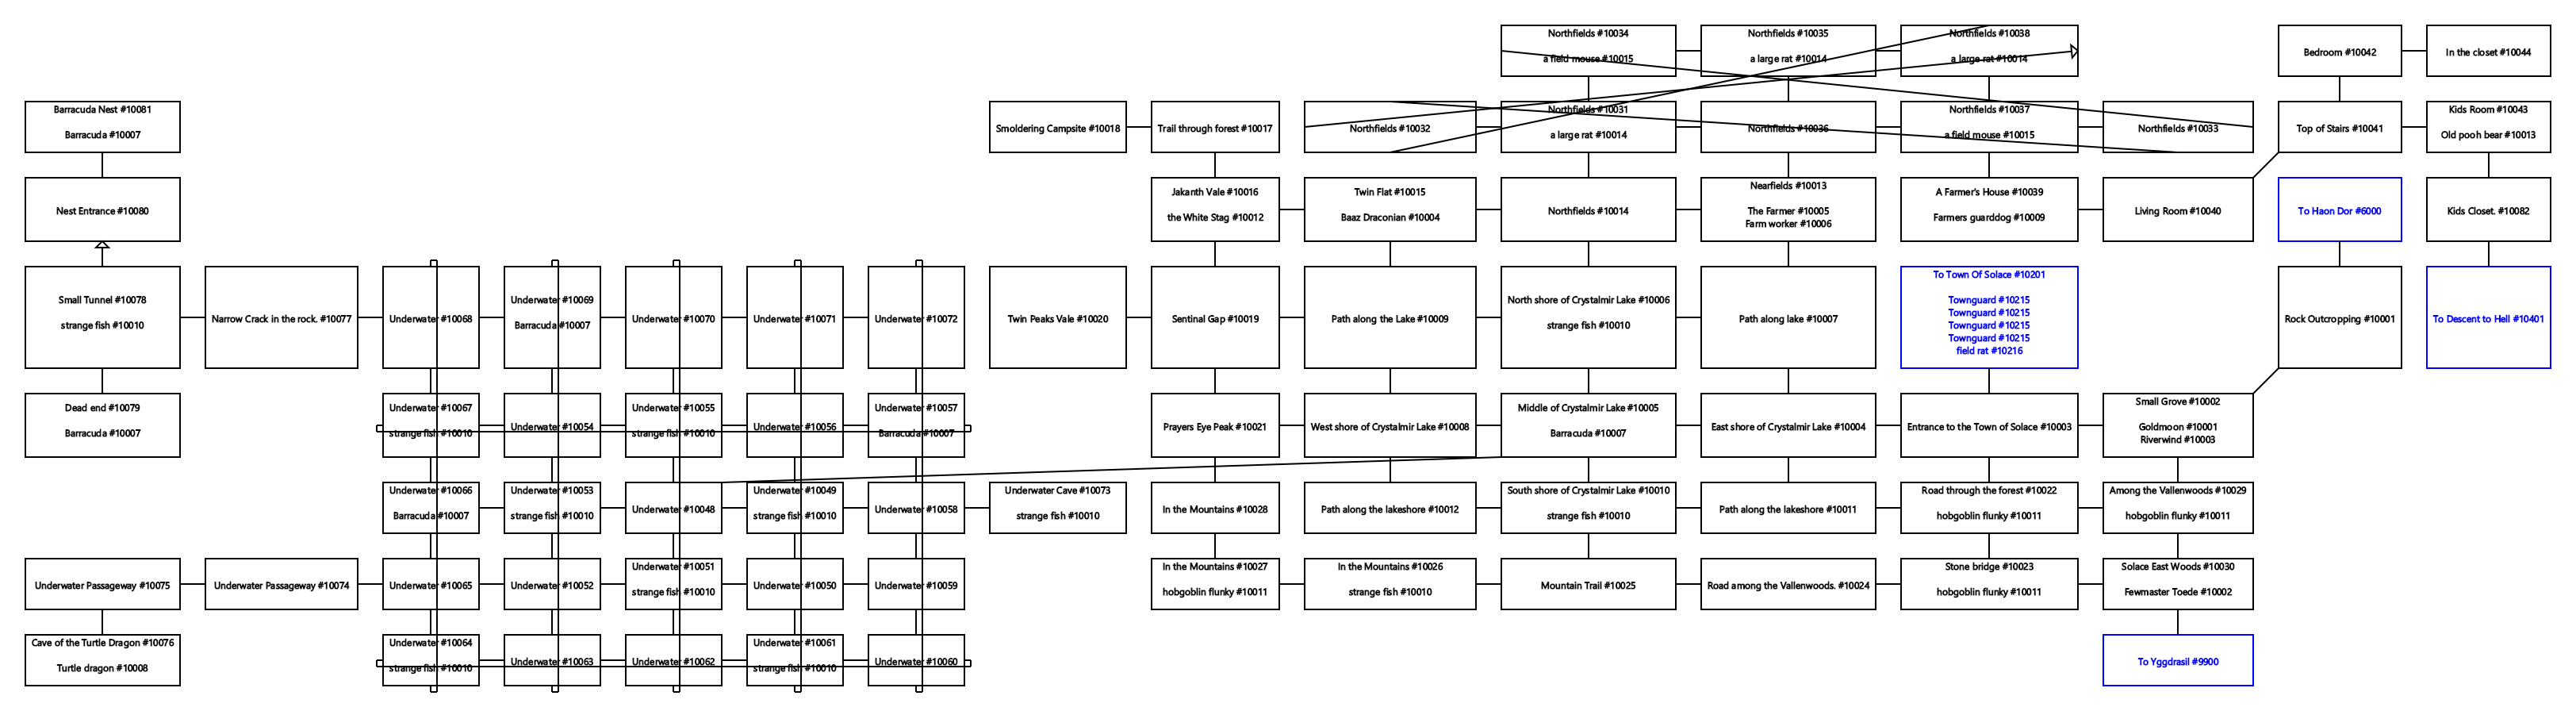 Northfields #10034
a field mouse #10015
Northfields #10035
a large rat #10014
Northfields #10038
a large rat #10014
Bedroom #10042
In the closet #10044
Barracuda Nest #10081
Barracuda #10007
Smoldering Campsite #10018
Trail through forest #10017
Northfields #10032
Northfields #10031
a large rat #10014
Northfields #10036
Northfields #10037
a field mouse #10015
Northfields #10033
Top of Stairs #10041
Kids Room #10043
Old pooh bear #10013
Nest Entrance #10080
Jakanth Vale #10016
the White Stag #10012
Twin Flat #10015
Baaz Draconian #10004
Northfields #10014
Nearfields #10013
The Farmer #10005
Farm worker #10006
A Farmer's House #10039
Farmers guarddog #10009
Living Room #10040
To Haon Dor #6000
Kids Closet. #10082
Small Tunnel #10078
strange fish #10010
Narrow Crack in the rock. #10077
Underwater #10068
Underwater #10069
Barracuda #10007
Underwater #10070
Underwater #10071
Underwater #10072
Twin Peaks Vale #10020
Sentinal Gap #10019
Path along the Lake #10009
North shore of Crystalmir Lake #10006
strange fish #10010
Path along lake #10007
To Town Of Solace #10201
Townguard #10215
Townguard #10215
Townguard #10215
Townguard #10215
field rat #10216
Rock Outcropping #10001
To Descent to Hell #10401
Dead end #10079
Barracuda #10007
Underwater #10067
strange fish #10010
Underwater #10054
Underwater #10055
strange fish #10010
Underwater #10056
Underwater #10057
Barracuda #10007
Prayers Eye Peak #10021
West shore of Crystalmir Lake #10008
Middle of Crystalmir Lake #10005
Barracuda #10007
East shore of Crystalmir Lake #10004
Entrance to the Town of Solace #10003
Small Grove #10002
Goldmoon #10001
Riverwind #10003
Underwater #10066
Barracuda #10007
Underwater #10053
strange fish #10010
Underwater #10048
Underwater #10049
strange fish #10010
Underwater #10058
Underwater Cave #10073
strange fish #10010
In the Mountains #10028
Path along the lakeshore #10012
South shore of Crystalmir Lake #10010
strange fish #10010
Path along the lakeshore #10011
Road through the forest #10022
hobgoblin flunky #10011
Among the Vallenwoods #10029
hobgoblin flunky #10011
Underwater Passageway #10075
Underwater Passageway #10074
Underwater #10065
Underwater #10052
Underwater #10051
strange fish #10010
Underwater #10050
Underwater #10059
In the Mountains #10027
hobgoblin flunky #10011
In the Mountains #10026
strange fish #10010
Mountain Trail #10025
Road among the Vallenwoods. #10024
Stone bridge #10023
hobgoblin flunky #10011
Solace East Woods #10030
Fewmaster Toede #10002
Cave of the Turtle Dragon #10076
Turtle dragon #10008
Underwater #10064
strange fish #10010
Underwater #10063
Underwater #10062
Underwater #10061
strange fish #10010
Underwater #10060
To Yggdrasil #9900